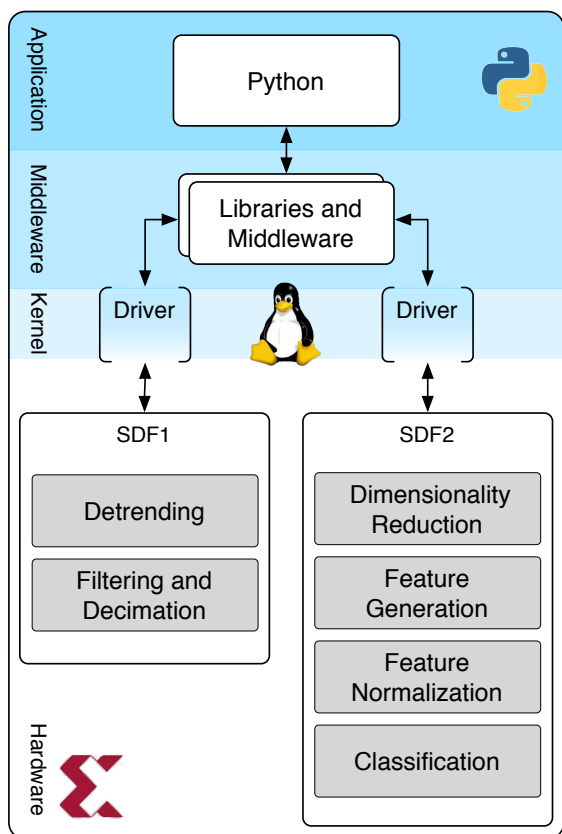 Application
Python
Middleware
Libraries and
Middleware
Kernel
Driver
Driver
SDF1
Detrending
Filtering and
Decimation
SDF2
Dimensionality
Reduction
Feature
Generation
Feature
Normalization
Classification
Hardware